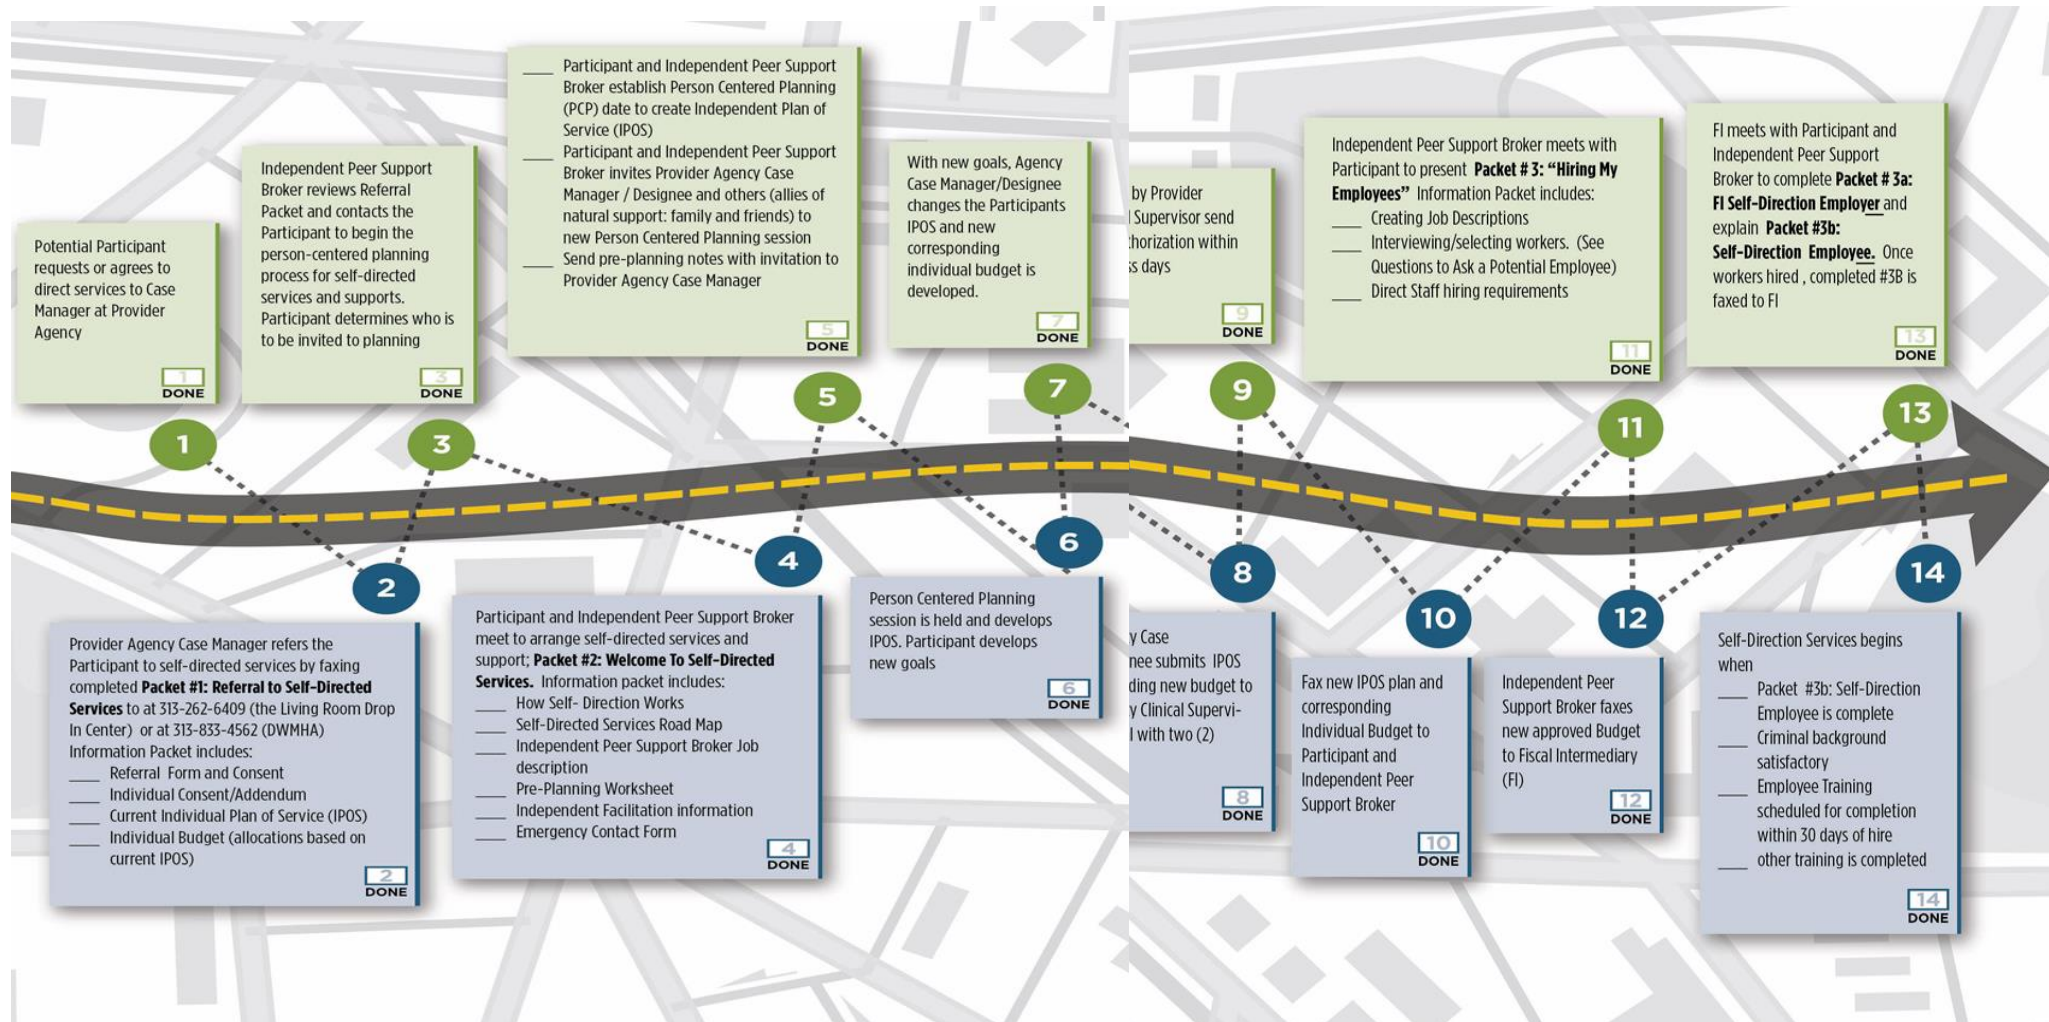 Potential Participant
requests or agrees to
direct services to Case
Manager at Provider
Agency
1
DONE
1
Provider Agency Case Manager refers the
Participant to self-directed services by faxing
completed Packet #1: Referral to Self-Directed
Services to at 313-262-6409 (the Living Room Drop
In Center) or at 313-833-4562 (DWMHA)
Information Packet includes:
____ Referral Form and Consent
____ Individual Consent/Addendum
____ Current Individual Plan of Service (IPOS)
____ Individual Budget (allocations based on
current IPOS)
2
DONE
2
Independent Peer Support
Broker reviews Referral
Packet and contacts the
Participant to begin the
person-centered planning
process for self-directed
services and supports.
Participant determines who is
to be invited to planning
3
DONE
3
Participant and Independent Peer Support Broker
meet to arrange self-directed services and
support; Packet #2: Welcome To Self-Directed
Services. Information packet includes:
____ How Self- Direction Works
____ Self-Directed Services Road Map
____ Independent Peer Support Broker Job
description
____ Pre-Planning Worksheet
____ Independent Facilitation information
____ Emergency Contact Form
4
DONE
4
____ Participant and Independent Peer Support
Broker establish Person Centered Planning
(PCP) date to create Independent Plan of
Service (IPOS)
____ Participant and Independent Peer Support
Broker invites Provider Agency Case
Manager / Designee and others (allies of
natural support: family and friends) to
new Person Centered Planning session
____ Send pre-planning notes with invitation to
Provider Agency Case Manager
5
DONE
5
Person Centered Planning
session is held and develops
IPOS. Participant develops
new goals
6
DONE
6
With new goals, Agency
Case Manager/Designee
changes the Participants
IPOS and new
corresponding
individual budget is
developed.
7
DONE
7
y Case
nee submits IPOS
ding new budget to
y Clinical Supervi-
l with two (2)
8
DONE
8
by Provider
l Supervisor send
thorization within
ss days
9
DONE
9
Fax new IPOS plan and
corresponding
Individual Budget to
Participant and
Independent Peer
Support Broker
10
DONE
10
Independent Peer Support Broker meets with
Participant to present Packet # 3: “Hiring My
Employees” Information Packet includes:
____ Creating Job Descriptions
____ Interviewing/selecting workers. (See
Questions to Ask a Potential Employee)
____ Direct Staff hiring requirements
11
DONE
11
Independent Peer
Support Broker faxes
new approved Budget
to Fiscal Intermediary
(FI)
12
DONE
12
FI meets with Participant and
Independent Peer Support
Broker to complete Packet # 3a:
FI Self-Direction Employer and
explain Packet #3b:
Self-Direction Employee. Once
workers hired , completed #3B is
faxed to FI
13
DONE
13
Self-Direction Services begins
when
____ Packet #3b: Self-Direction
Employee is complete
____ Criminal background
satisfactory
____ Employee Training
scheduled for completion
within 30 days of hire
____ other training is completed
14
DONE
14